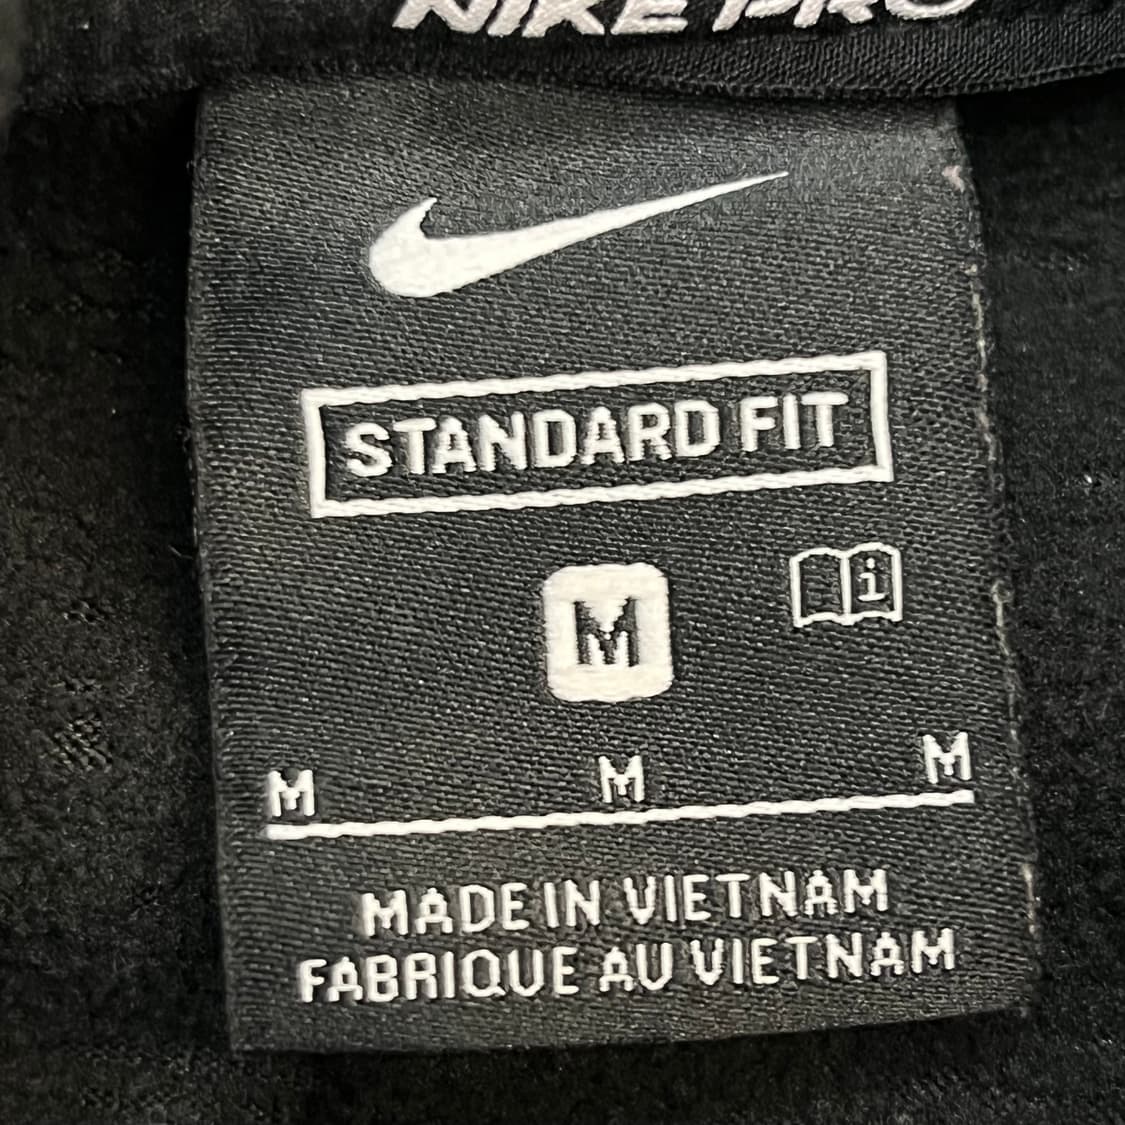 NIKE PRO
STANDARD FIT
i
M
M M M
MADE IN VIETNAM
FABRIQUE AU VIETNAM